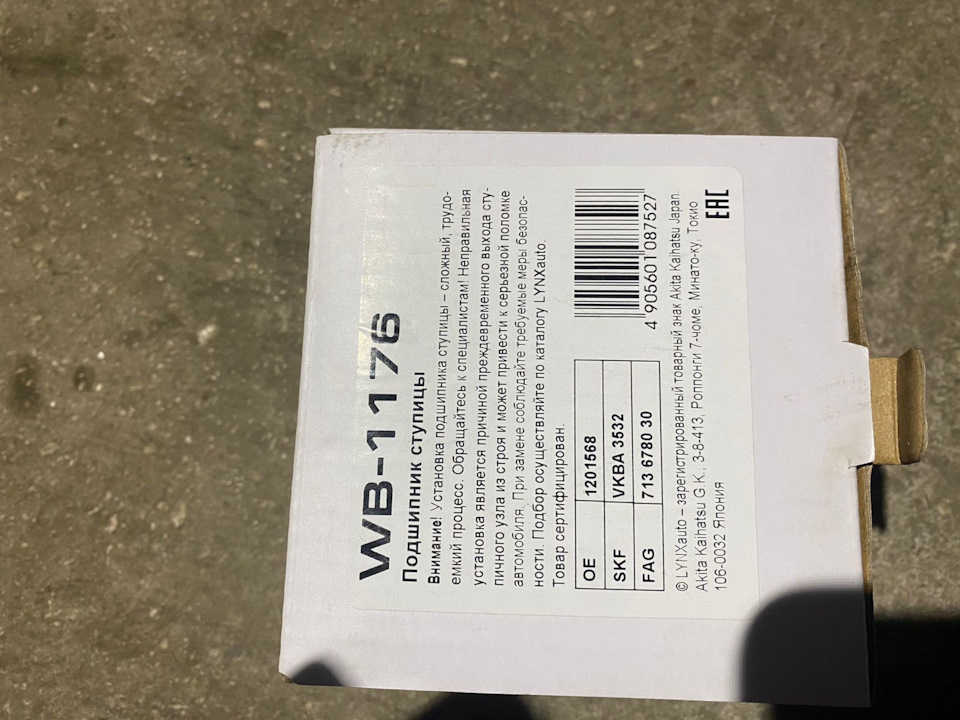 WB-1176
Подшипник ступицы
Внимание! Установка подшипника ступицы – сложный, трудо-
емкий процесс. Обращайтесь к специалистам! Неправильная
установка является причиной преждевременного выхода сту-
пичного узла из строя и может привести к серьезной поломке
автомобиля. При замене соблюдайте требуемые меры безопас-
ности. Подбор осуществляйте по каталогу LYNXauto.
Товар сертифицирован.
OE 1201568
SKF VKBA 3532
FAG 713 6780 30
4 905601 087527
© LYNXauto – зарегистрированный товарный знак Akita Kaihatsu Japan.
Akita Kaihatsu G.K., 3-8-413, Роппонги 7-чоме, Минато-ку, Токио
106-0032 Япония
EAC